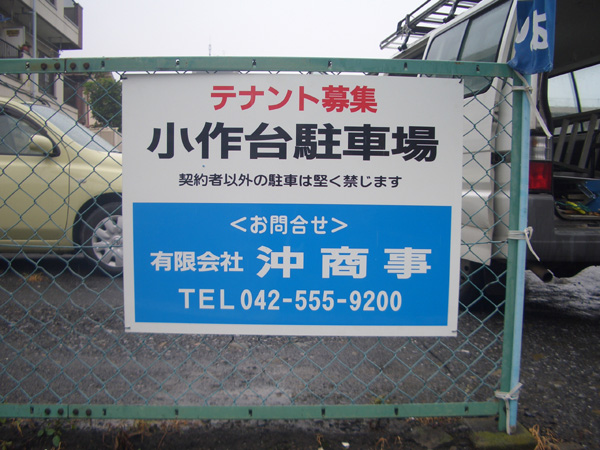 テナント募集
小作台駐車場
契約者以外の駐車は堅く禁じます
<お問合せ>
有限会社 沖商事
TEL 042-555-9200